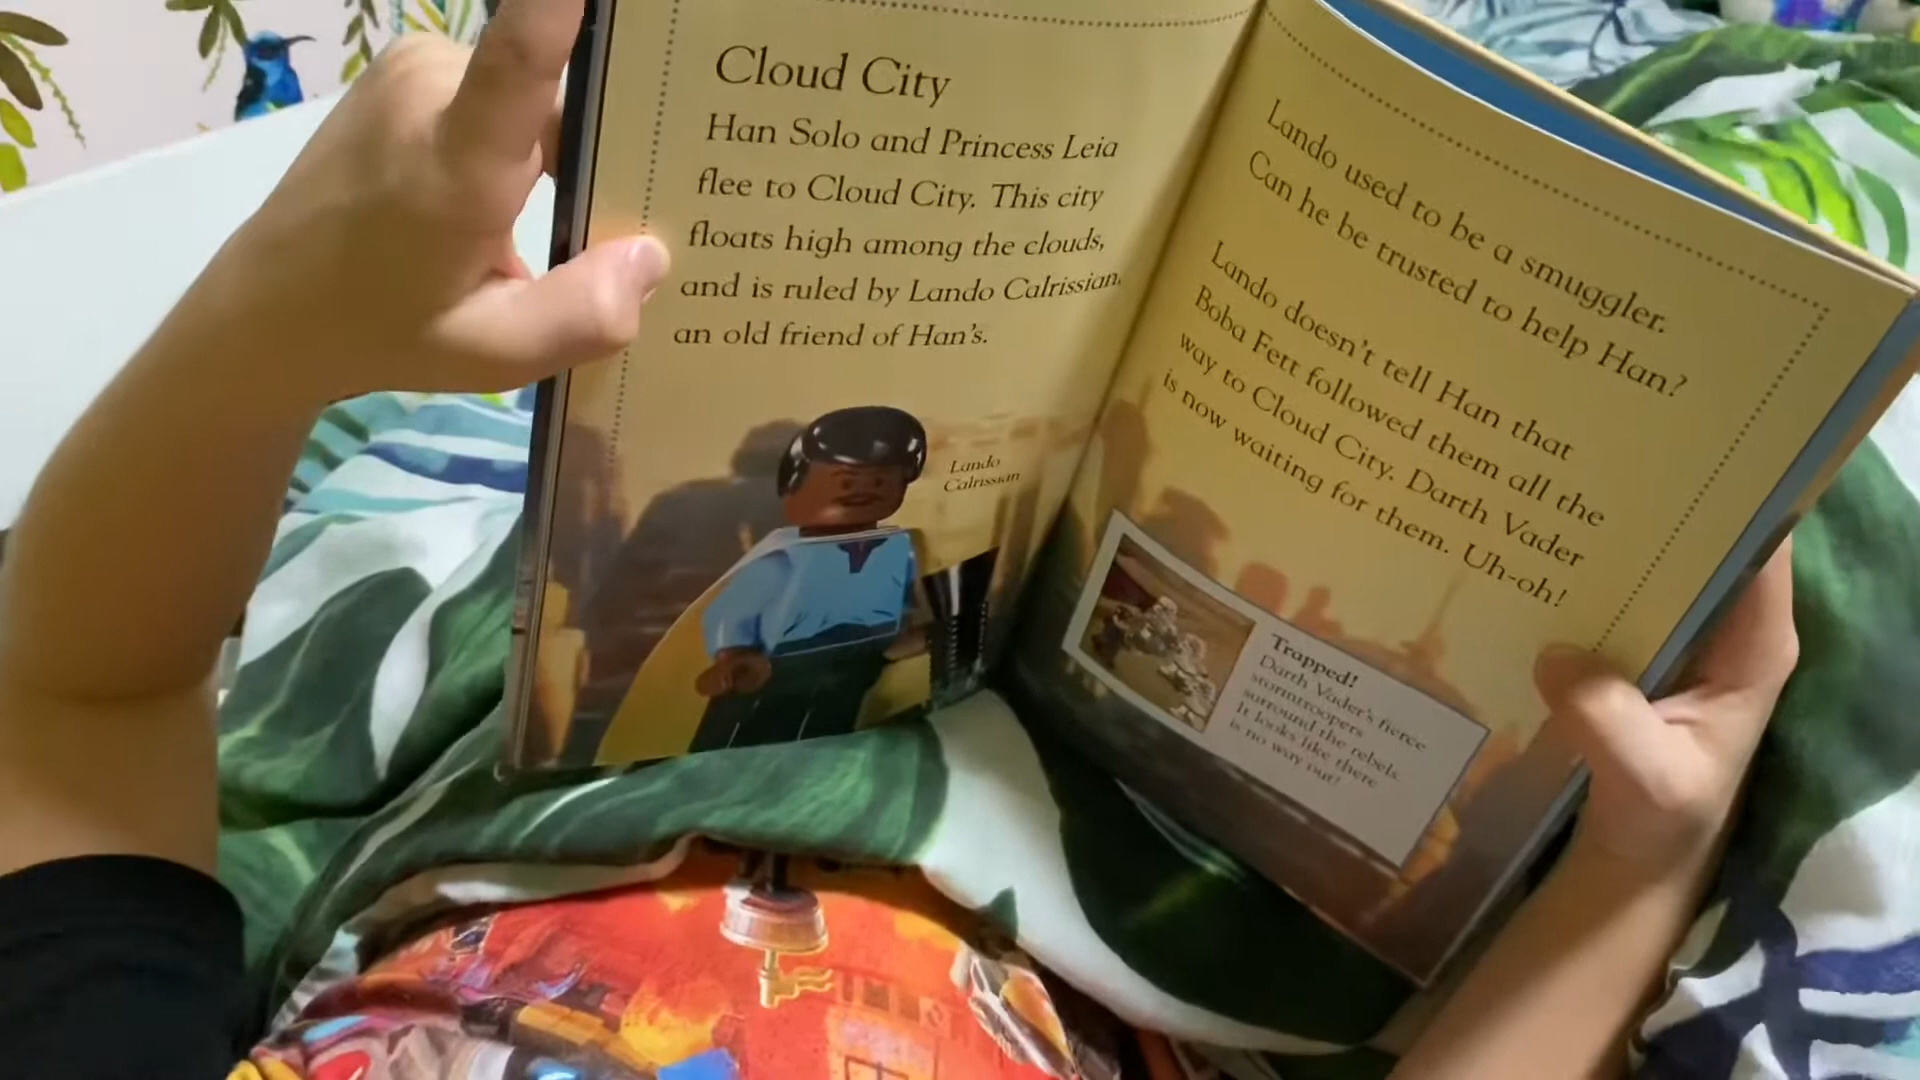 Cloud City
Han Solo and Princess Leia
flee to Cloud City. This city
floats high among the clouds,
and is ruled by Lando Calrissian,
an old friend of Han's.
Lando
Calrissian
Lando used to be a smuggler.
Can he be trusted to help Han?
Lando doesn't tell Han that
Boba Fett followed them all the
way to Cloud City. Darth Vader
is now waiting for them. Uh-oh!
Trapped!
Darth Vader's fierce
stormtroopers
surround the rebels.
It looks like there
is no way out!